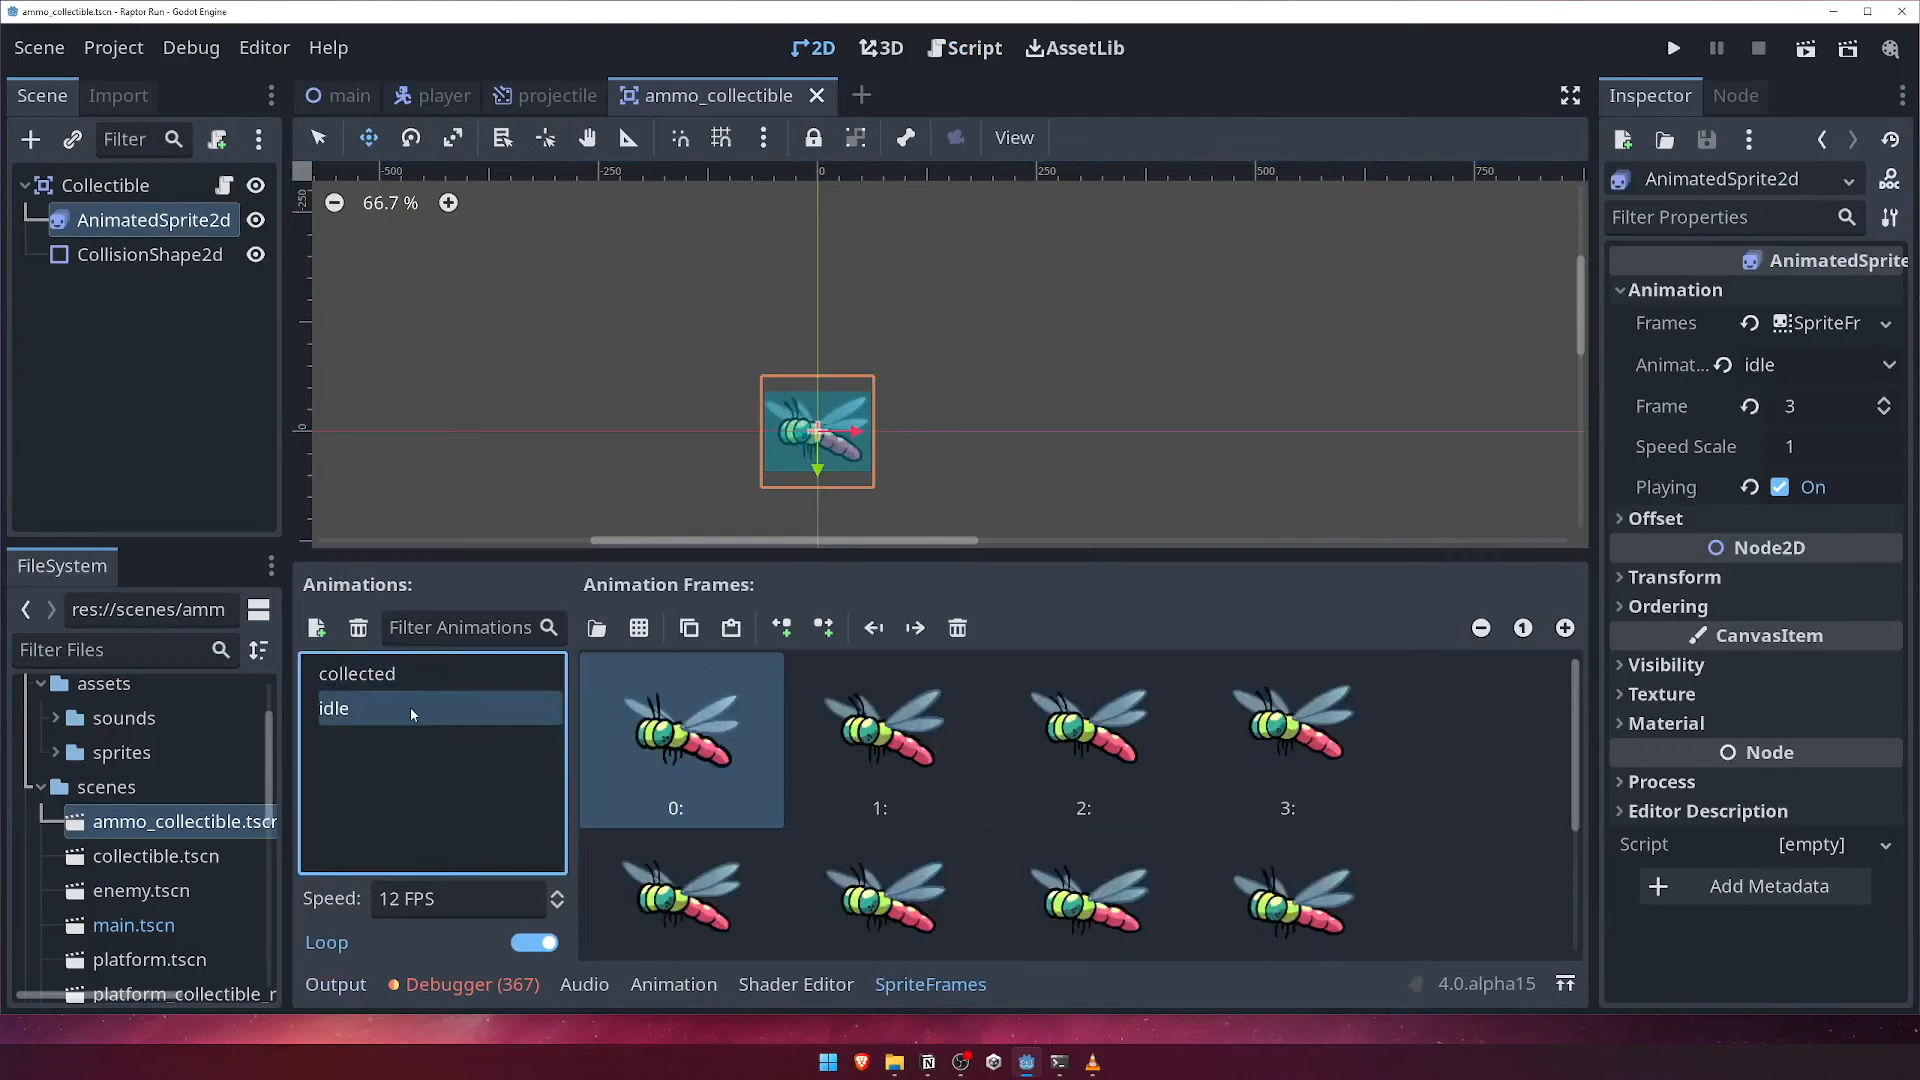 ammo_collectible.tscn - Raptor Run - Godot Engine
Scene Project Debug Editor Help
2D 3D Script AssetLib
Scene Import
main player projectile ammo_collectible
Inspector Node
Filter
View
Collectible
AnimatedSprite2d
CollisionShape2d
-500 -250 0 250 500 750
-250
0
66.7 %
AnimatedSprite2d
Filter Properties
AnimatedSprite
Animation
Frames SpriteFr
Animat... idle
Frame 3
Speed Scale 1
Playing On
Offset
Node2D
Transform
Ordering
CanvasItem
Visibility
Texture
Material
Node
Process
Editor Description
Script [empty]
Add Metadata
FileSystem
res://scenes/amm
Filter Files
assets
sounds
sprites
scenes
ammo_collectible.tscr
collectible.tscn
enemy.tscn
main.tscn
platform.tscn
platform_collectible_r
Animations:
Filter Animations
collected
idle
Speed: 12 FPS
Loop
Animation Frames:
1
0: 1: 2: 3:
Output Debugger (367) Audio Animation Shader Editor SpriteFrames
4.0.alpha15